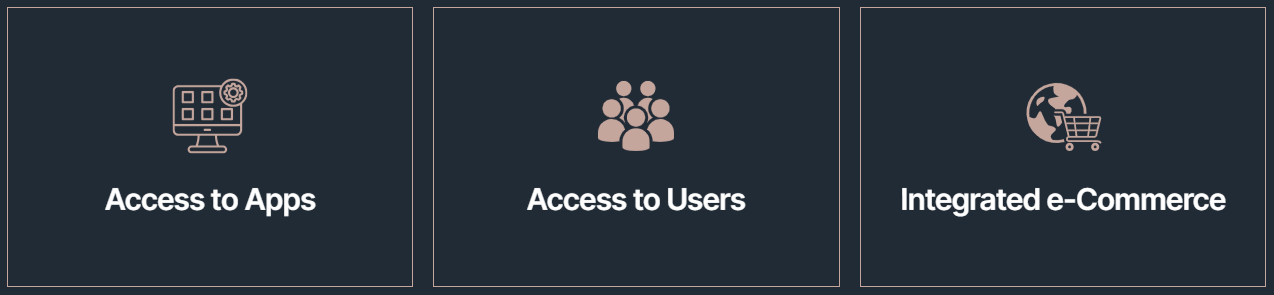 Access to Apps
Access to Users
Integrated e-Commerce